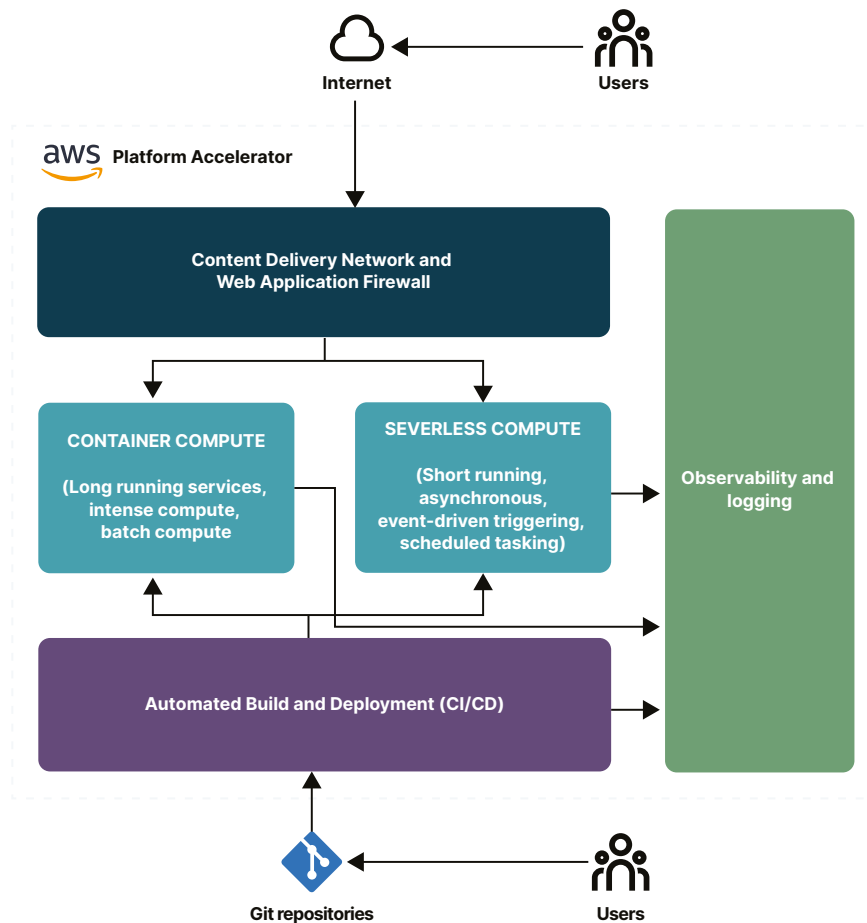 Internet
Users
aws
Platform Accelerator
Content Delivery Network and
Web Application Firewall
CONTAINER COMPUTE
(Long running services,
intense compute,
batch compute
SEVERLESS COMPUTE
(Short running,
asynchronous,
event-driven triggering,
scheduled tasking)
Observability and
logging
Automated Build and Deployment (CI/CD)
Git repositories
Users